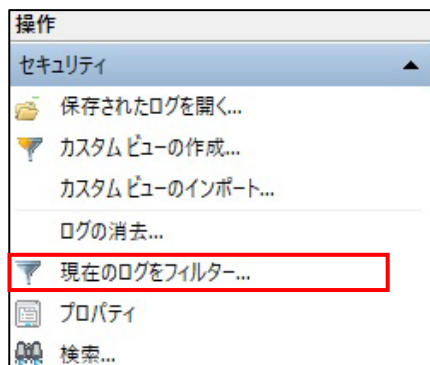 操作
セキュリティ
保存されたログを開く...
カスタム ビューの作成...
カスタム ビューのインポート...
ログの消去...
現在のログをフィルター...
プロパティ
検索...